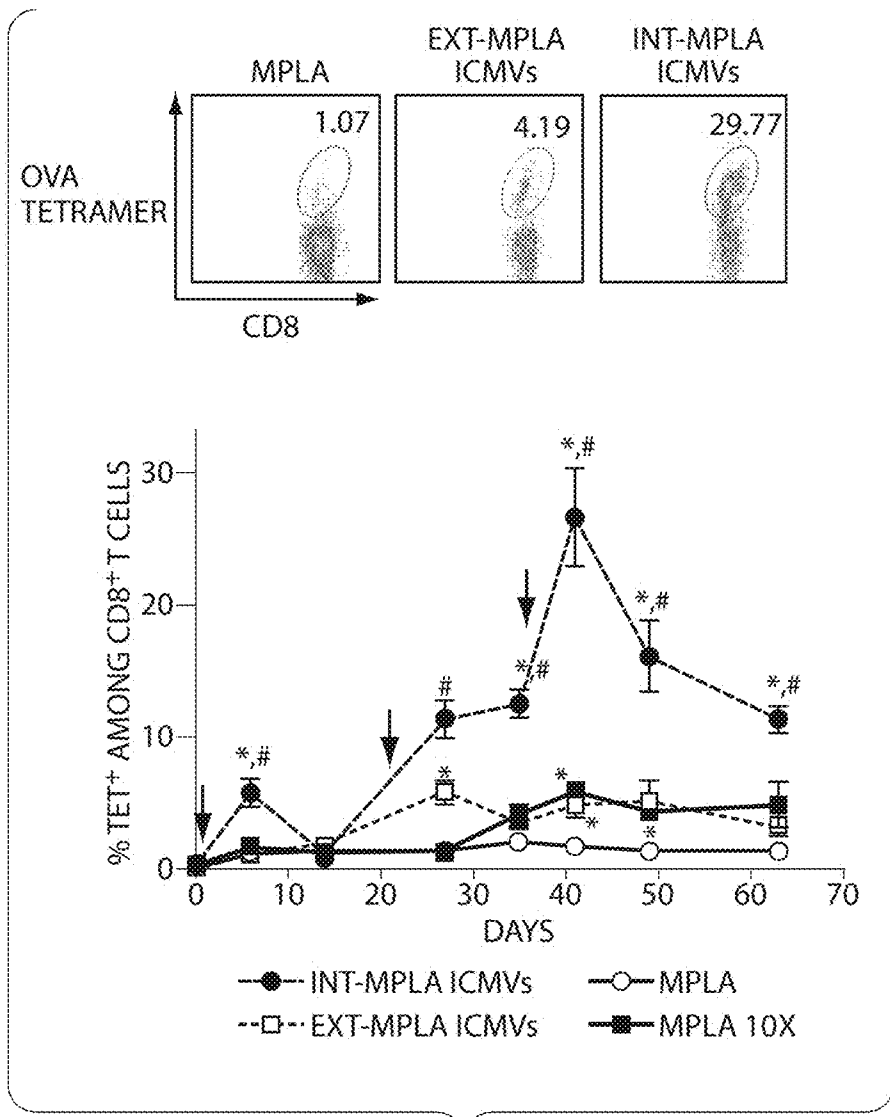 MPLA
EXT-MPLA
ICMVs
INT-MPLA
ICMVs
1.07
4.19
29.77
OVA
TETRAMER
CD8
% TET⁺ AMONG CD8⁺ T CELLS
30
20
10
0
*,#
*,#
*,#
*,#
#
*,#
*
*
*
*
0 10 20 30 40 50 60 70
DAYS
INT-MPLA ICMVs
MPLA
EXT-MPLA ICMVs
MPLA 10X